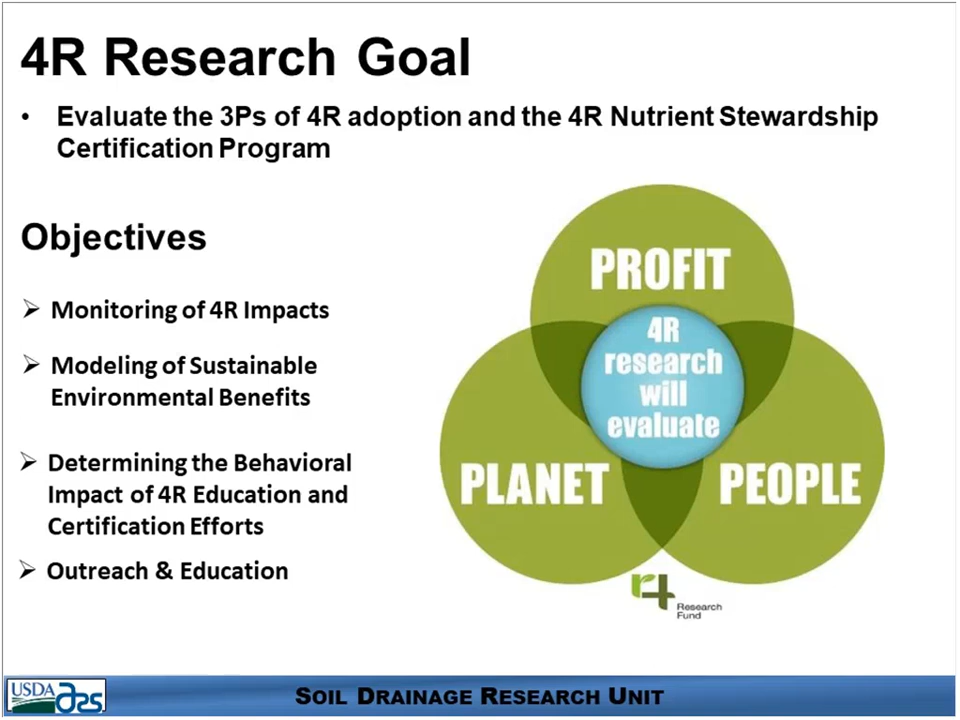 4R Research Goal
• Evaluate the 3Ps of 4R adoption and the 4R Nutrient Stewardship
Certification Program
Objectives
➢ Monitoring of 4R Impacts
➢ Modeling of Sustainable
Environmental Benefits
➢ Determining the Behavioral
Impact of 4R Education and
Certification Efforts
➢ Outreach & Education
PROFIT
4R
research
will
evaluate
PLANET
PEOPLE
r4
Research
Fund
USDA
ars
SOIL DRAINAGE RESEARCH UNIT